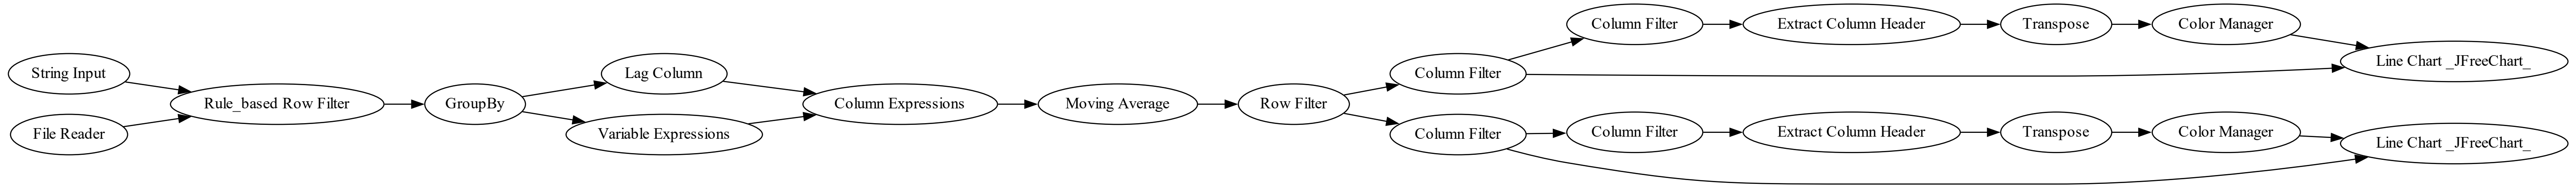 String Input
File Reader
Rule_based Row Filter
GroupBy
Lag Column
Variable Expressions
Column Expressions
Moving Average
Row Filter
Column Filter
Column Filter
Extract Column Header
Transpose
Color Manager
Line Chart _JFreeChart_
Column Filter
Column Filter
Extract Column Header
Transpose
Color Manager
Line Chart _JFreeChart_